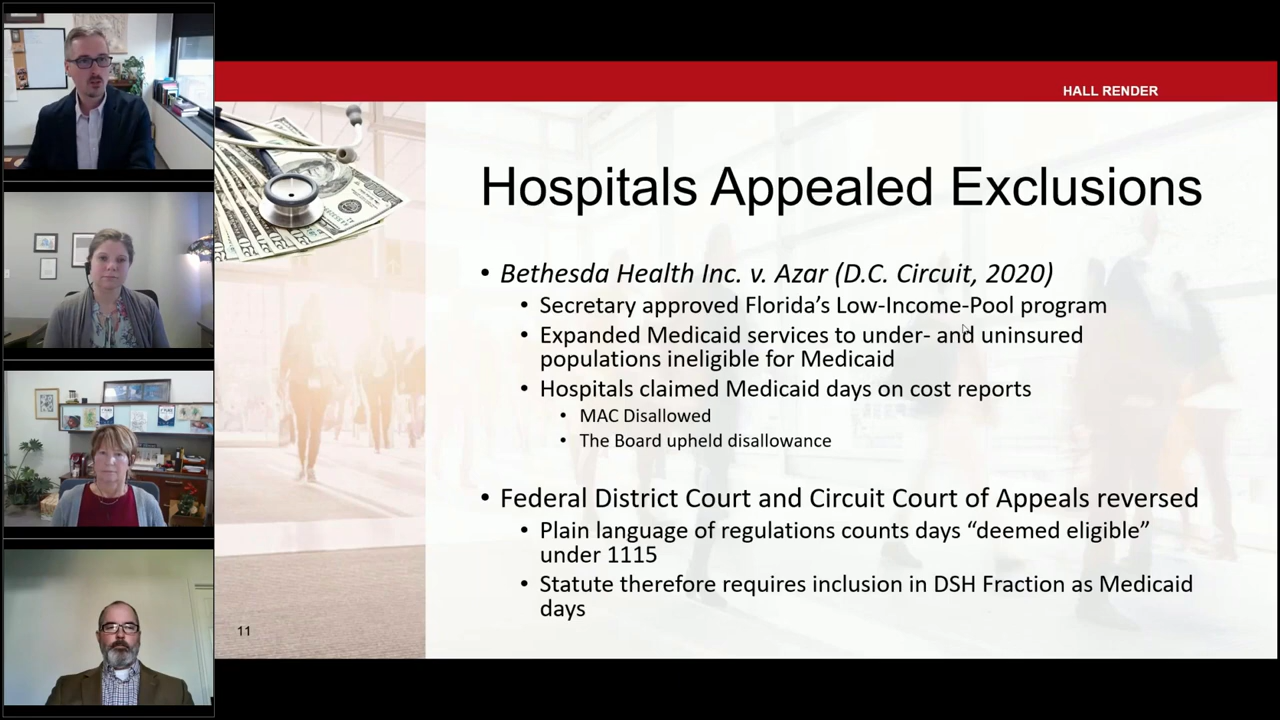 HALL RENDER
Hospitals Appealed Exclusions
• Bethesda Health Inc. v. Azar (D.C. Circuit, 2020)
• Secretary approved Florida’s Low-Income-Pool program
• Expanded Medicaid services to under- and uninsured
populations ineligible for Medicaid
• Hospitals claimed Medicaid days on cost reports
• MAC Disallowed
• The Board upheld disallowance
• Federal District Court and Circuit Court of Appeals reversed
• Plain language of regulations counts days “deemed eligible”
under 1115
• Statute therefore requires inclusion in DSH Fraction as Medicaid
days
11